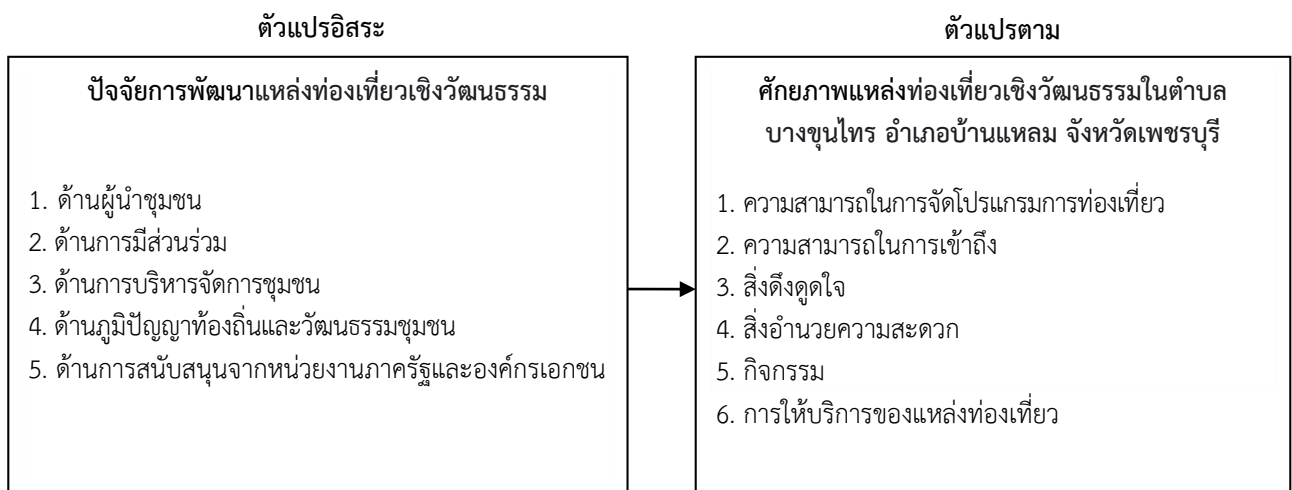 ตัวแปรอิสระ
ปัจจัยการพัฒนาแหล่งท่องเที่ยวเชิงวัฒนธรรม
1. ด้านผู้นำชุมชน
2. ด้านการมีส่วนร่วม
3. ด้านการบริหารจัดการชุมชน
4. ด้านภูมิปัญญาท้องถิ่นและวัฒนธรรมชุมชน
5. ด้านการสนับสนุนจากหน่วยงานภาครัฐและองค์กรเอกชน
ตัวแปรตาม
ศักยภาพแหล่งท่องเที่ยวเชิงวัฒนธรรมในตำบล
บางขุนไทร อำเภอบ้านแหลม จังหวัดเพชรบุรี
1. ความสามารถในการจัดโปรแกรมการท่องเที่ยว
2. ความสามารถในการเข้าถึง
3. สิ่งดึงดูดใจ
4. สิ่งอำนวยความสะดวก
5. กิจกรรม
6. การให้บริการของแหล่งท่องเที่ยว